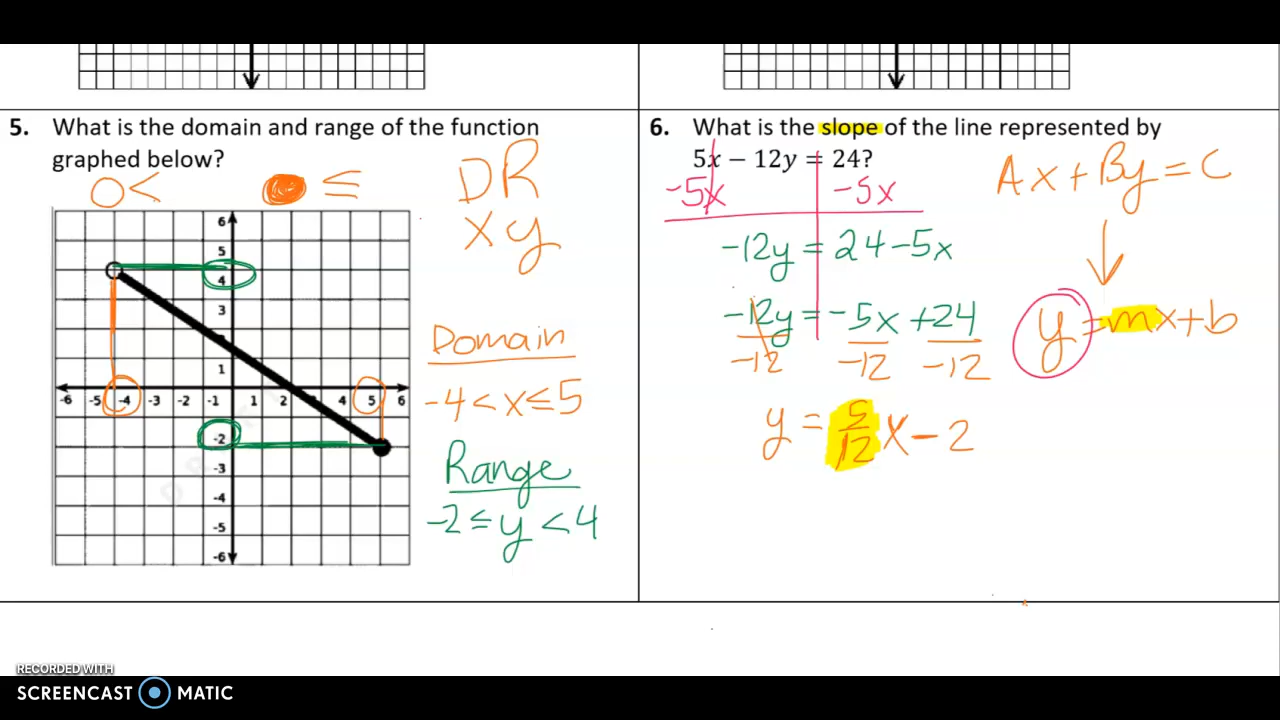 5. What is the domain and range of the function
graphed below?
O< ● ≤
DR
xy
6
5
4
3
1
-6 -5 -4 -3 -2 -1 1 2 3 4 5 6
-2
-3
-4
-5
-6
Domain
-4 < x ≤ 5
Range
-2 ≤ y < 4
6. What is the slope of the line represented by
5x − 12y = 24?
-5x -5x
Ax + By = C
-12y = 24 - 5x
-12y = -5x + 24
-12 -12 -12
y = mx + b
y = 5/12 x - 2
RECORDED WITH
SCREENCAST MATIC